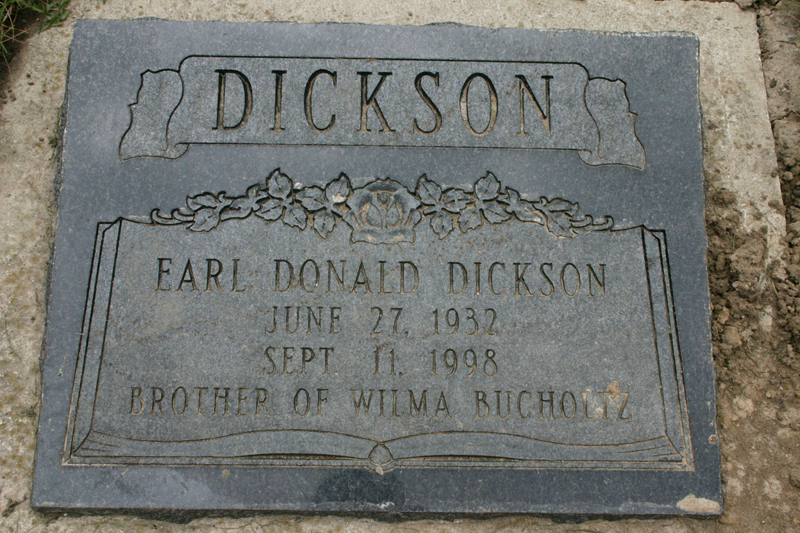 DICKSON
EARL DONALD DICKSON
JUNE 27, 1932
SEPT. 11, 1998
BROTHER OF WILMA BUCHOLTZ